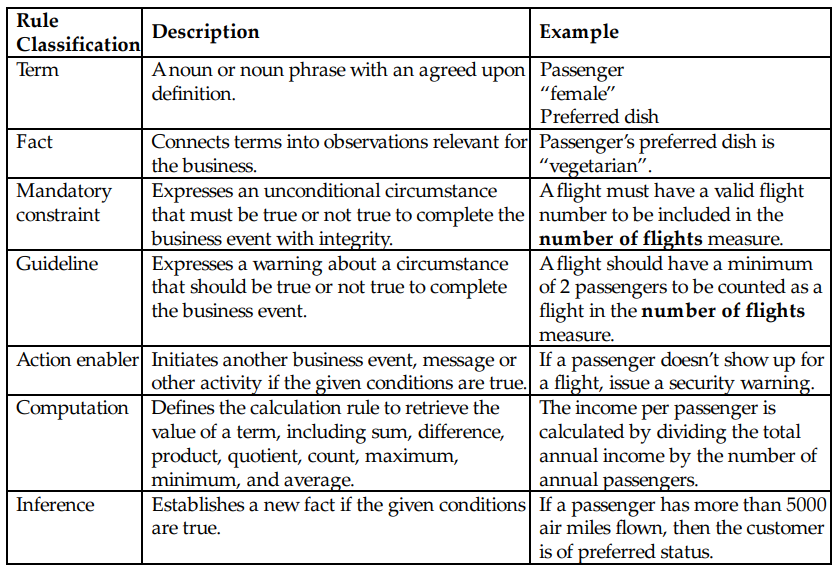 Rule
Classification
Description
Example
Term
A noun or noun phrase with an agreed upon
definition.
Passenger
“female”
Preferred dish
Fact
Connects terms into observations relevant for
the business.
Passenger’s preferred dish is
“vegetarian”.
Mandatory
constraint
Expresses an unconditional circumstance
that must be true or not true to complete the
business event with integrity.
A flight must have a valid flight
number to be included in the
number of flights measure.
Guideline
Expresses a warning about a circumstance
that should be true or not true to complete
the business event.
A flight should have a minimum
of 2 passengers to be counted as a
flight in the number of flights
measure.
Action enabler
Initiates another business event, message or
other activity if the given conditions are true.
If a passenger doesn’t show up for
a flight, issue a security warning.
Computation
Defines the calculation rule to retrieve the
value of a term, including sum, difference,
product, quotient, count, maximum,
minimum, and average.
The income per passenger is
calculated by dividing the total
annual income by the number of
annual passengers.
Inference
Establishes a new fact if the given conditions
are true.
If a passenger has more than 5000
air miles flown, then the customer
is of preferred status.